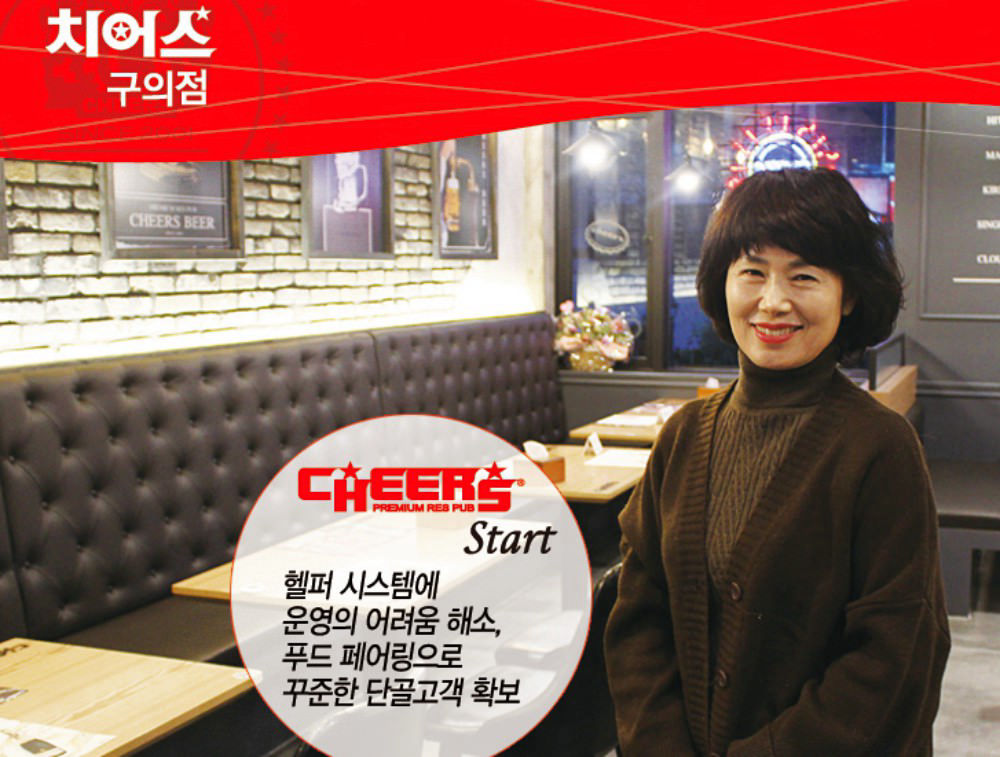 치어스
구의점
CHEERS BEER
CHEERS
PREMIUM RES PUB
Start
헬퍼 시스템에
운영의 어려움 해소,
푸드 페어링으로
꾸준한 단골고객 확보